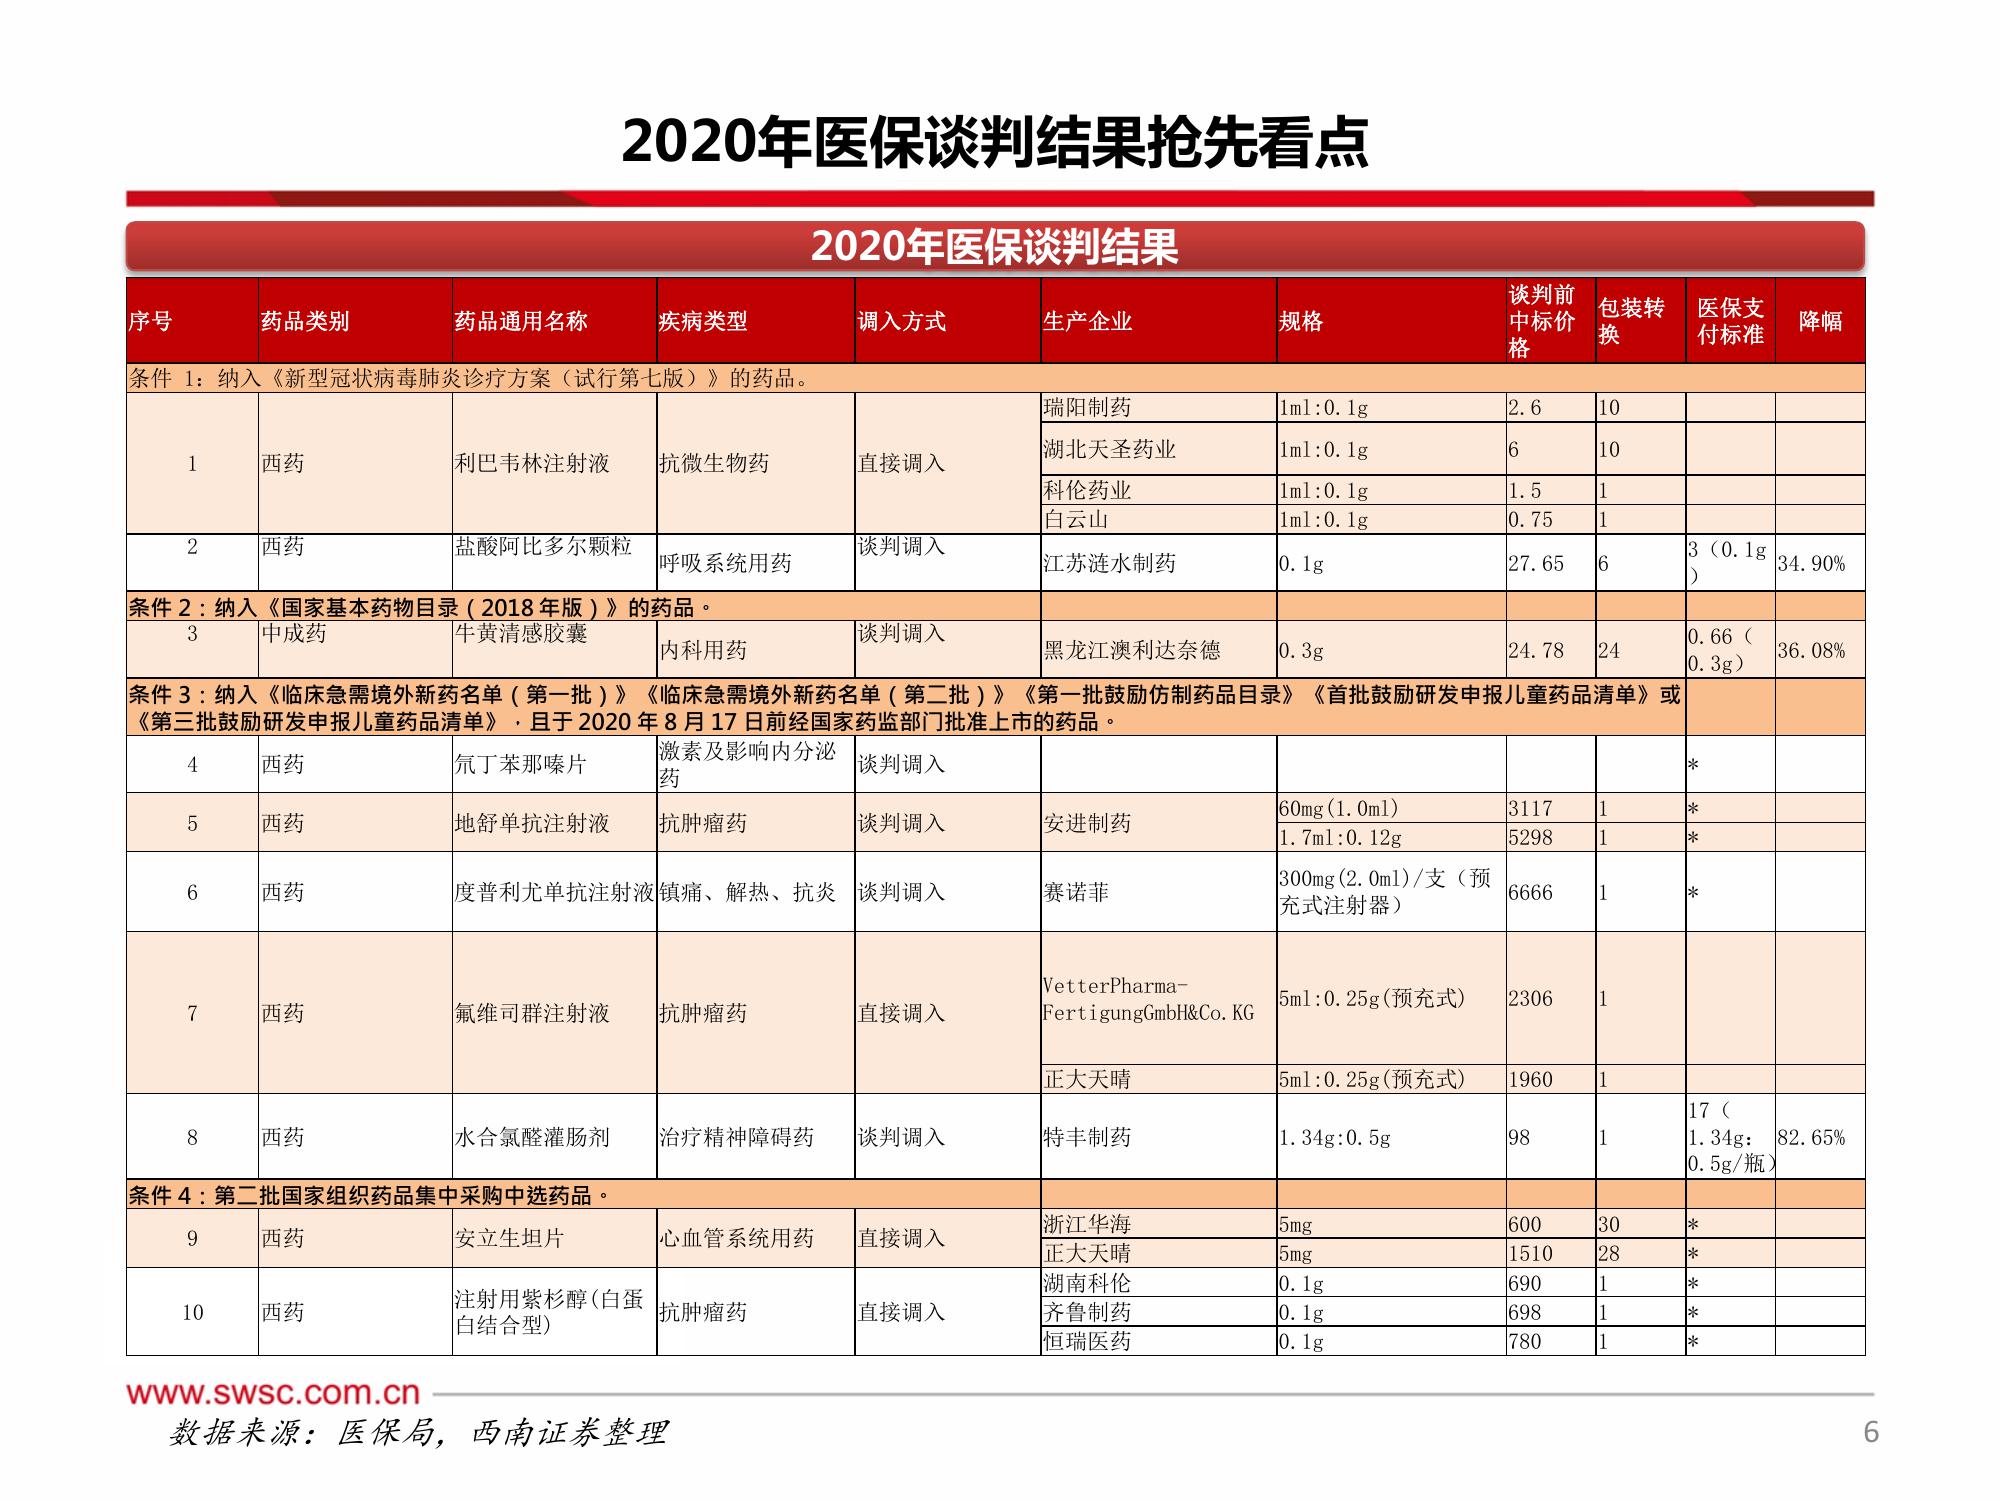 2020年医保谈判结果抢先看点
2020年医保谈判结果
序号 药品类别 药品通用名称 疾病类型 调入方式 生产企业 规格 谈判前中标价格 包装转换 医保支付标准 降幅
条件 1：纳入《新型冠状病毒肺炎诊疗方案（试行第七版）》的药品。
1 西药 利巴韦林注射液 抗微生物药 直接调入 瑞阳制药 1ml:0.1g 2.6 10
湖北天圣药业 1ml:0.1g 6 10
科伦药业 1ml:0.1g 1.5 1
白云山 1ml:0.1g 0.75 1
2 西药 盐酸阿比多尔颗粒 呼吸系统用药 谈判调入 江苏涟水制药 0.1g 27.65 6 3（0.1g） 34.90%
条件 2：纳入《国家基本药物目录（2018 年版）》的药品。
3 中成药 牛黄清感胶囊 内科用药 谈判调入 黑龙江澳利达奈德 0.3g 24.78 24 0.66（0.3g） 36.08%
条件 3：纳入《临床急需境外新药名单（第一批）》《临床急需境外新药名单（第二批）》《第一批鼓励仿制药品目录》《首批鼓励研发申报儿童药品清单》或
《第三批鼓励研发申报儿童药品清单》，且于 2020 年 8 月 17 日前经国家药监部门批准上市的药品。
4 西药 氘丁苯那嗪片 激素及影响内分泌药 谈判调入 *
5 西药 地舒单抗注射液 抗肿瘤药 谈判调入 安进制药 60mg(1.0ml) 3117 1 *
1.7ml:0.12g 5298 1 *
6 西药 度普利尤单抗注射液 镇痛、解热、抗炎 谈判调入 赛诺菲 300mg(2.0ml)/支（预充式注射器） 6666 1 *
7 西药 氟维司群注射液 抗肿瘤药 直接调入 VetterPharma-FertigungGmbH&Co.KG 5ml:0.25g(预充式) 2306 1
正大天晴 5ml:0.25g(预充式) 1960 1
8 西药 水合氯醛灌肠剂 治疗精神障碍药 谈判调入 特丰制药 1.34g:0.5g 98 1 17（1.34g：0.5g/瓶） 82.65%
条件 4：第二批国家组织药品集中采购中选药品。
9 西药 安立生坦片 心血管系统用药 直接调入 浙江华海 5mg 600 30 *
正大天晴 5mg 1510 28 *
10 西药 注射用紫杉醇(白蛋白结合型) 抗肿瘤药 直接调入 湖南科伦 0.1g 690 1 *
齐鲁制药 0.1g 698 1 *
恒瑞医药 0.1g 780 1 *
www.swsc.com.cn
数据来源：医保局，西南证券整理
6